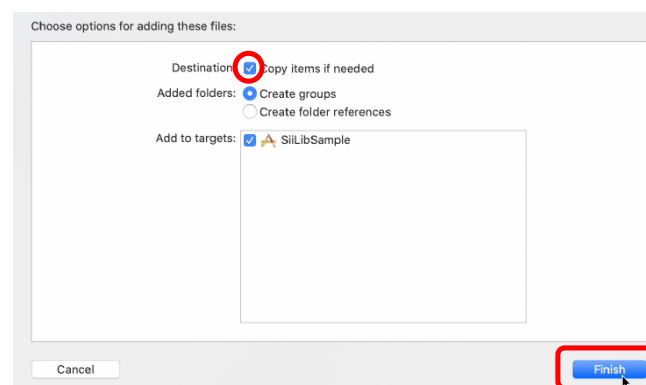 Choose options for adding these files:
Destination: Copy items if needed
Added folders: Create groups
Create folder references
Add to targets: SiiLibSample
Cancel Finish